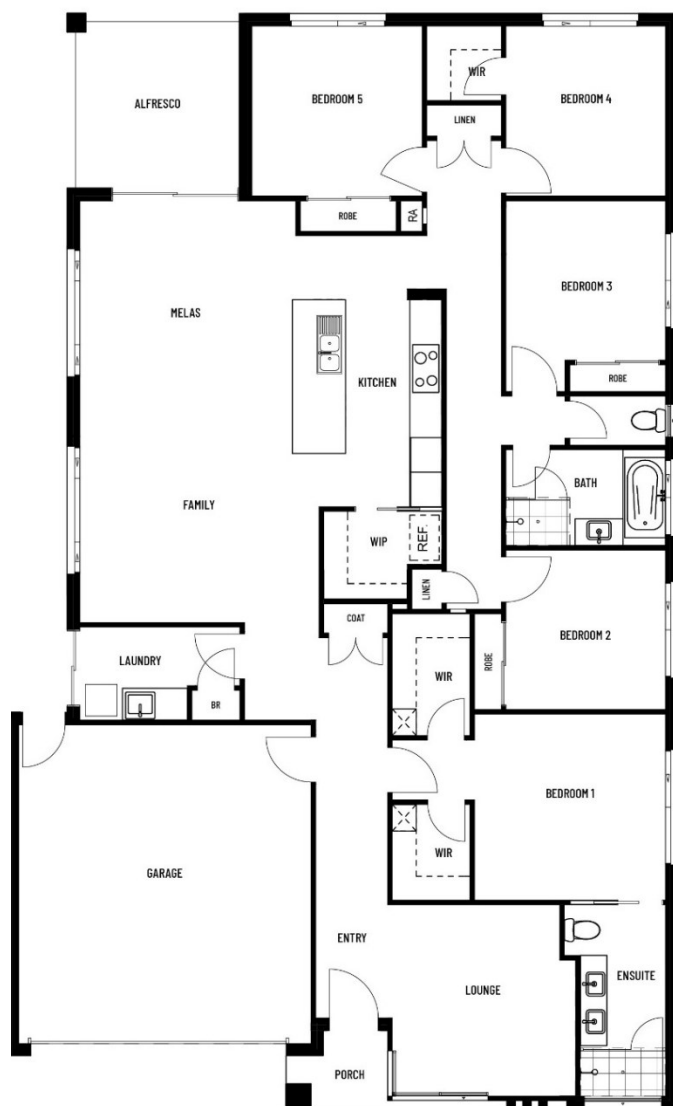 ALFRESCO
BEDROOM 5
WIR
BEDROOM 4
LINEN
ROBE
RA
BEDROOM 3
MELAS
KITCHEN
ROBE
BATH
FAMILY
WIP
REF.
LINEN
COAT
BEDROOM 2
LAUNDRY
WIR
ROBE
BR
BEDROOM 1
GARAGE
WIR
ENTRY
LOUNGE
ENSUITE
PORCH